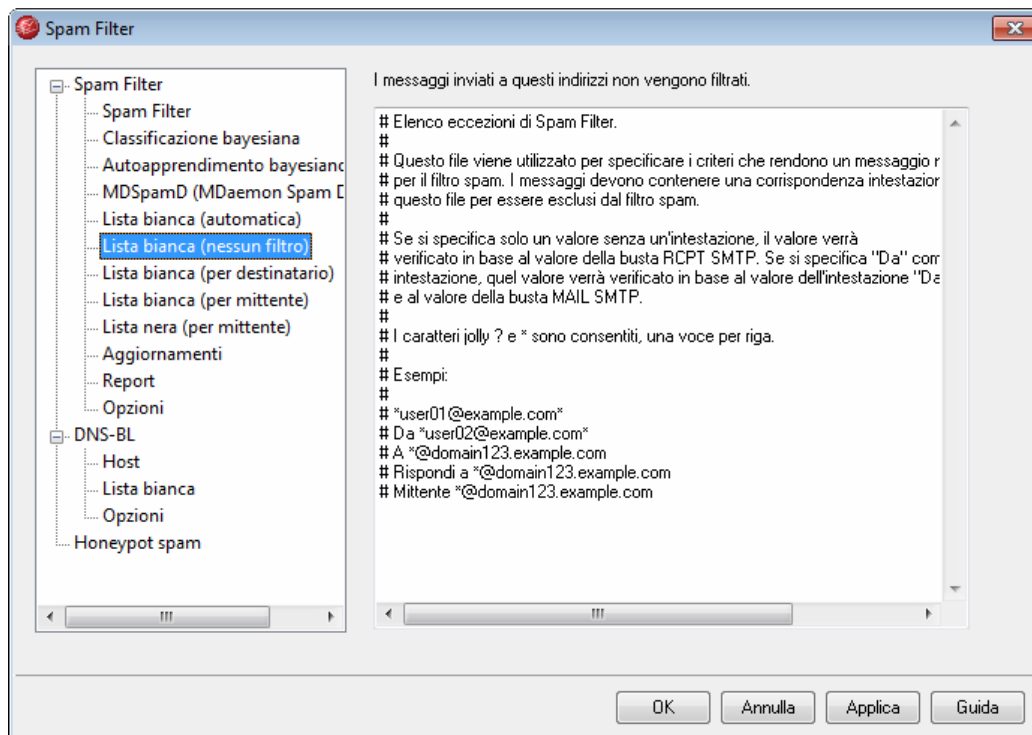 Spam Filter
Spam Filter
Spam Filter
Classificazione bayesiana
Autoapprendimento bayesiano
MDSpamD (MDaemon Spam D
Lista bianca (automatica)
Lista bianca (nessun filtro)
Lista bianca (per destinatario)
Lista bianca (per mittente)
Lista nera (per mittente)
Aggiornamenti
Report
Opzioni
DNS-BL
Host
Lista bianca
Opzioni
Honeypot spam
I messaggi inviati a questi indirizzi non vengono filtrati.
# Elenco eccezioni di Spam Filter.
#
# Questo file viene utilizzato per specificare i criteri che rendono un messaggio
# per il filtro spam. I messaggi devono contenere una corrispondenza
# questo file per essere esclusi dal filtro spam.
#
# Se si specifica solo un valore senza un'intestazione, il valore verrà
# verificato in base al valore della busta RCPT SMTP. Se si specifica "Da" com
# intestazione, quel valore verrà verificato in base al valore dell'intestazione "Da
# e al valore della busta MAIL SMTP.
#
# I caratteri jolly ? e * sono consentiti, una voce per riga.
#
# Esempi:
#
# *user01@example.com*
# Da *user02@example.com*
# A *@domain123.example.com
# Rispondi a *@domain123.example.com
# Mittente *@domain123.example.com
OK
Annulla
Applica
Guida